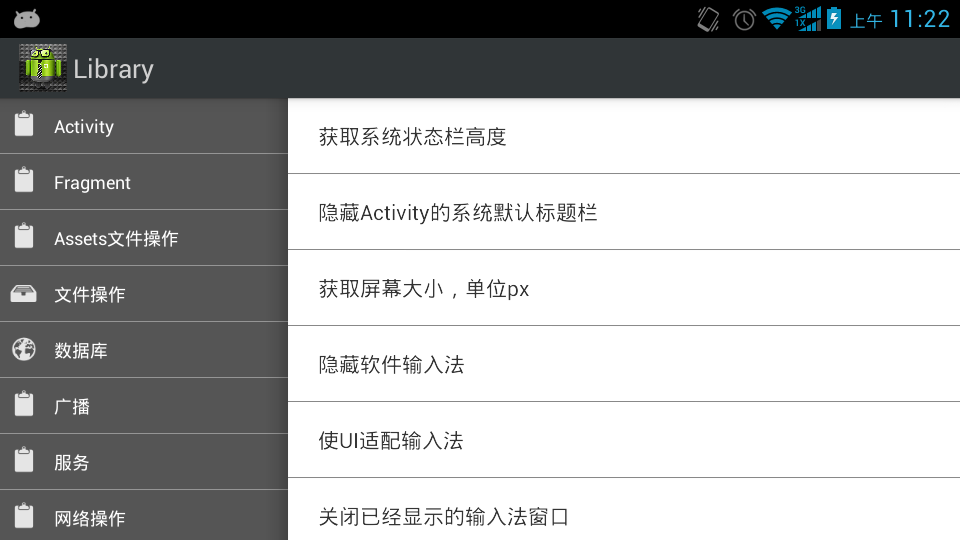 3G
1X
上午 11:22
Library
Activity
Fragment
Assets文件操作
文件操作
数据库
广播
服务
网络操作
获取系统状态栏高度
隐藏Activity的系统默认标题栏
获取屏幕大小，单位px
隐藏软件输入法
使UI适配输入法
关闭已经显示的输入法窗口